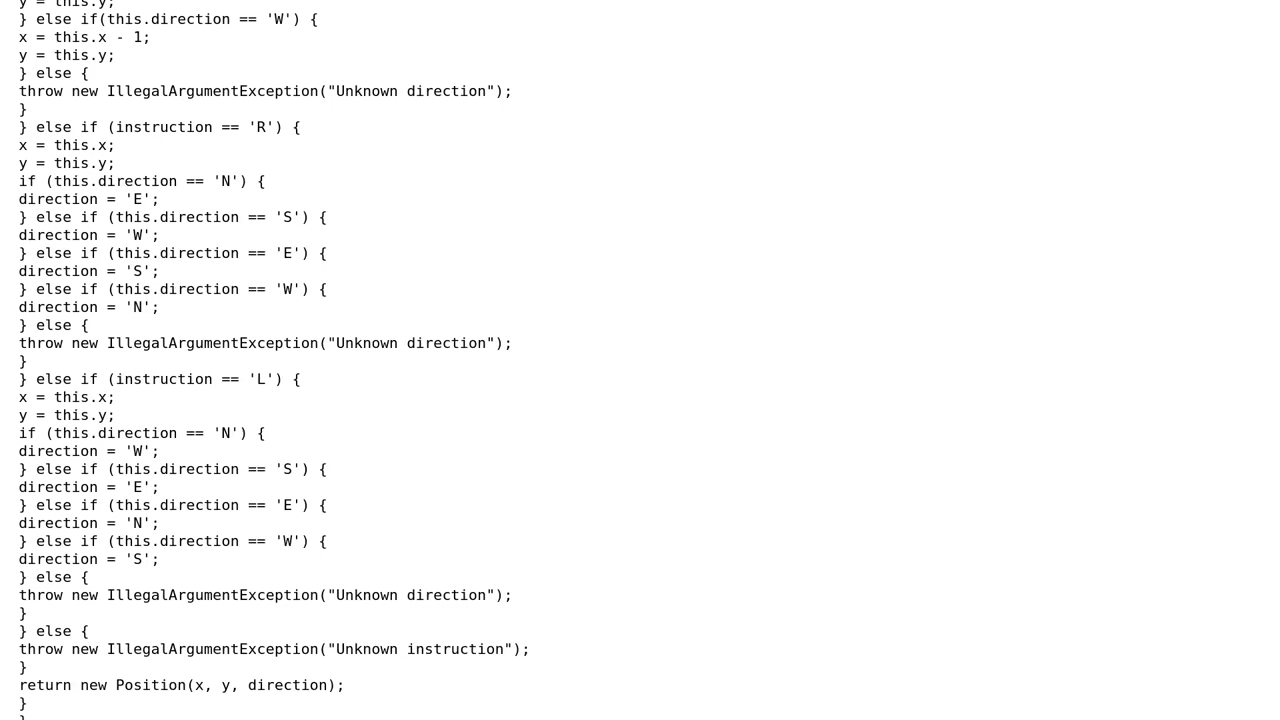 y = this.y;
} else if(this.direction == 'W') {
x = this.x - 1;
y = this.y;
} else {
throw new IllegalArgumentException("Unknown direction");
}
} else if (instruction == 'R') {
x = this.x;
y = this.y;
if (this.direction == 'N') {
direction = 'E';
} else if (this.direction == 'S') {
direction = 'W';
} else if (this.direction == 'E') {
direction = 'S';
} else if (this.direction == 'W') {
direction = 'N';
} else {
throw new IllegalArgumentException("Unknown direction");
}
} else if (instruction == 'L') {
x = this.x;
y = this.y;
if (this.direction == 'N') {
direction = 'W';
} else if (this.direction == 'S') {
direction = 'E';
} else if (this.direction == 'E') {
direction = 'N';
} else if (this.direction == 'W') {
direction = 'S';
} else {
throw new IllegalArgumentException("Unknown direction");
}
} else {
throw new IllegalArgumentException("Unknown instruction");
}
return new Position(x, y, direction);
}
}